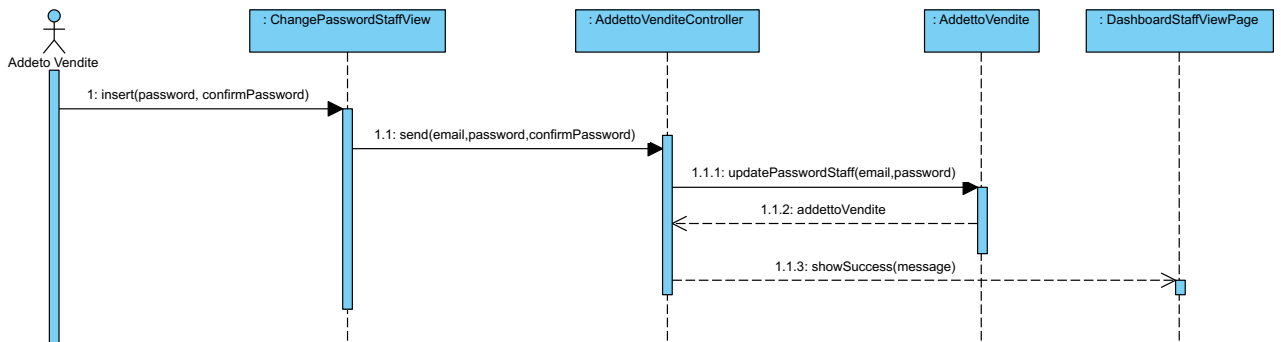 : ChangePasswordStaffView
: AddettoVenditeController
: AddettoVendite
: DashboardStaffViewPage
Addeto Vendite
1: insert(password, confirmPassword)
1.1: send(email,password,confirmPassword)
1.1.1: updatePasswordStaff(email,password)
1.1.2: addettoVendite
1.1.3: showSuccess(message)